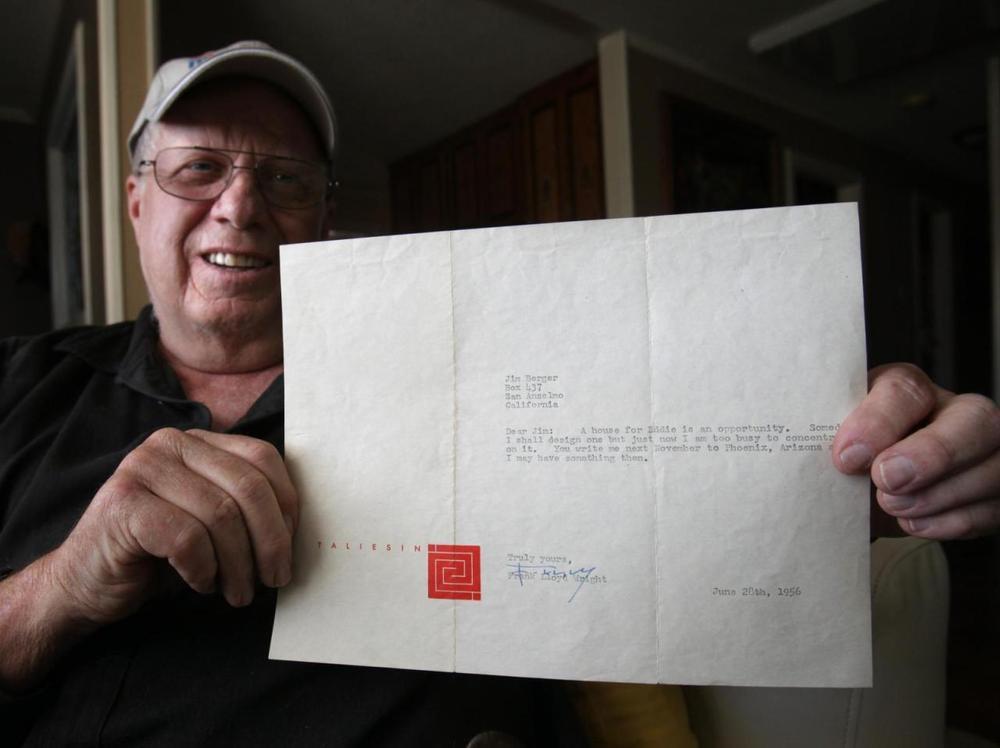 Jim Berger
Box 437
San Anselmo
California
Dear Jim: A house for Eddie is an opportunity. Somed
I shall design one but just now I am too busy to concentr
on it. You write me next November to Phoenix, Arizona
I may have something then.
TALIESIN
Truly yours,
Frank Lloyd Wright
June 28th, 1956